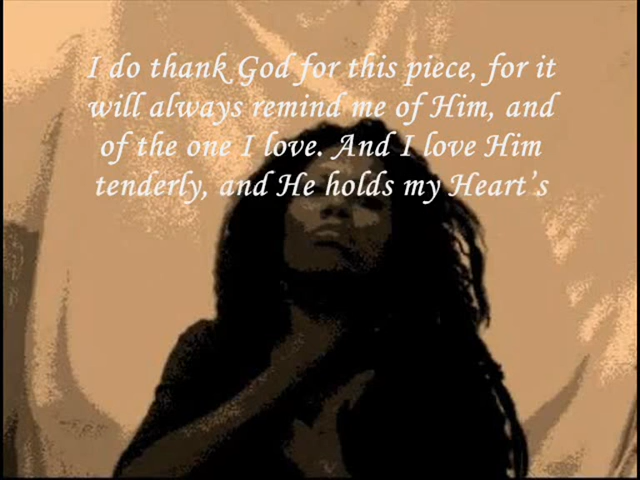 I do thank God for this piece, for it
will always remind me of Him, and
of the one I love. And I love Him
tenderly, and He holds my Heart's